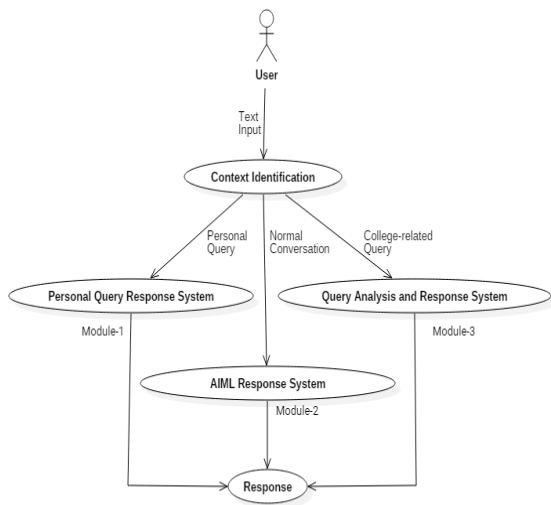 User
Text
Input
Context Identification
Personal
Query
Normal
Conversation
College-related
Query
Personal Query Response System
Query Analysis and Response System
Module-1
Module-3
AIML Response System
Module-2
Response